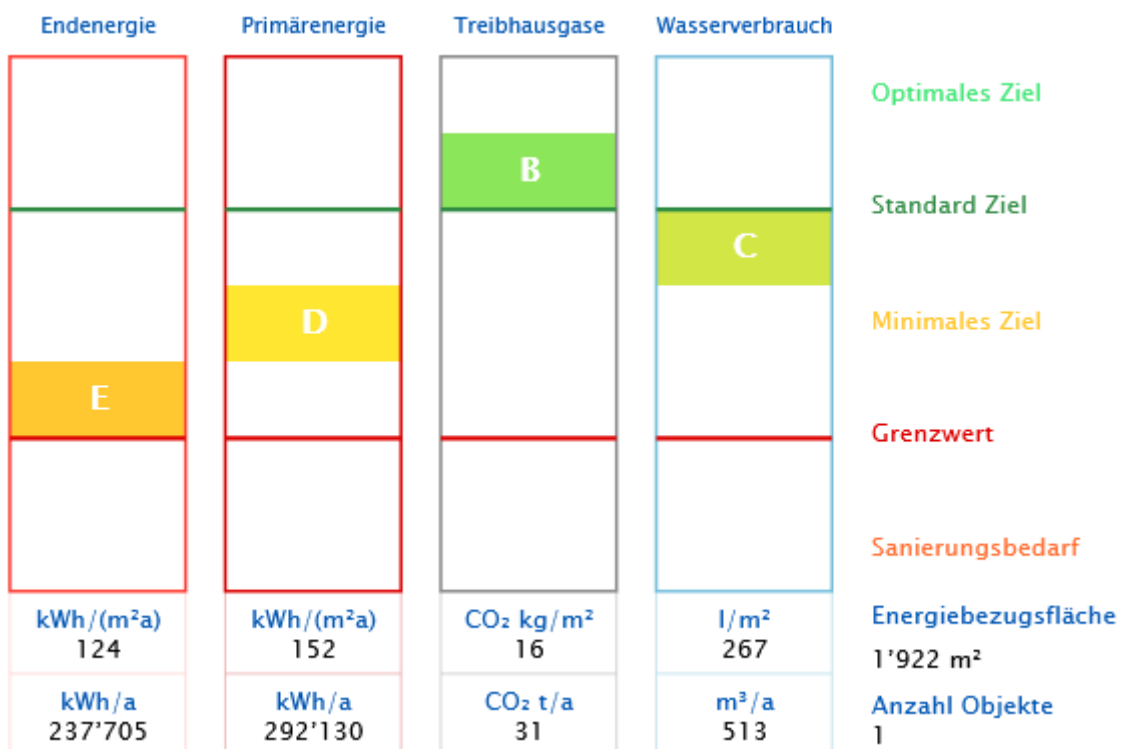 Endenergie Primärenergie Treibhausgase Wasserverbrauch
Optimales Ziel
B
Standard Ziel
C
D
Minimales Ziel
E
Grenzwert
Sanierungsbedarf
kWh/(m²a) kWh/(m²a) CO₂ kg/m² l/m² Energiebezugsfläche
124 152 16 267 1’922 m²
kWh/a kWh/a CO₂ t/a m³/a Anzahl Objekte
237’705 292’130 31 513 1